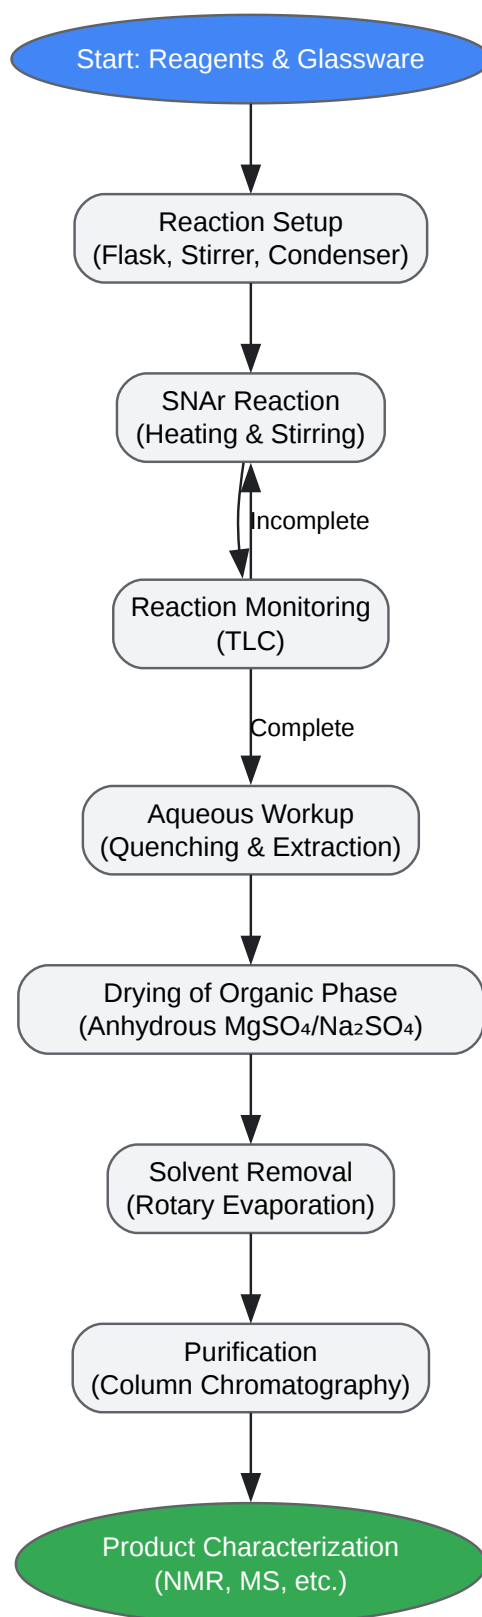 Start: Reagents & Glassware
Reaction Setup
(Flask, Stirrer, Condenser)
SNAr Reaction
(Heating & Stirring)
Incomplete
Reaction Monitoring
(TLC)
Complete
Aqueous Workup
(Quenching & Extraction)
Drying of Organic Phase
(Anhydrous MgSO₄/Na₂SO₄)
Solvent Removal
(Rotary Evaporation)
Purification
(Column Chromatography)
Product Characterization
(NMR, MS, etc.)